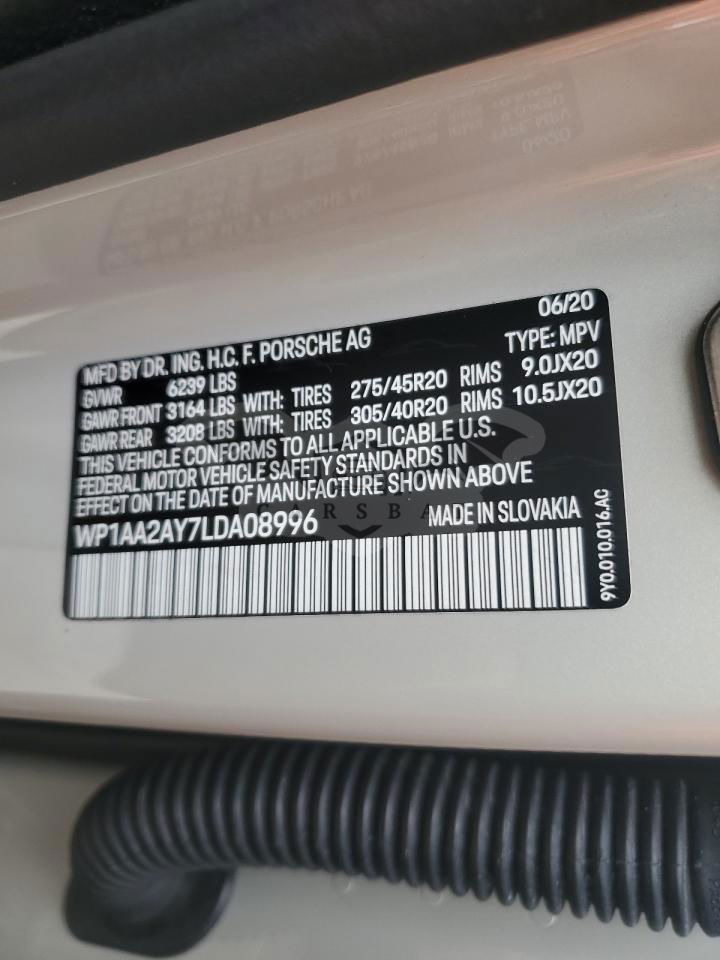 06/20
MFD BY DR. ING. H.C. F. PORSCHE AG TYPE: MPV
GVWR 6239 LBS
GAWR FRONT 3164 LBS WITH: TIRES 275/45R20 RIMS 9.0JX20
GAWR REAR 3208 LBS WITH: TIRES 305/40R20 RIMS 10.5JX20
THIS VEHICLE CONFORMS TO ALL APPLICABLE U.S.
FEDERAL MOTOR VEHICLE SAFETY STANDARDS IN
EFFECT ON THE DATE OF MANUFACTURE SHOWN ABOVE
WP1AA2AY7LDA08996 MADE IN SLOVAKIA
9Y0.010.016.AC